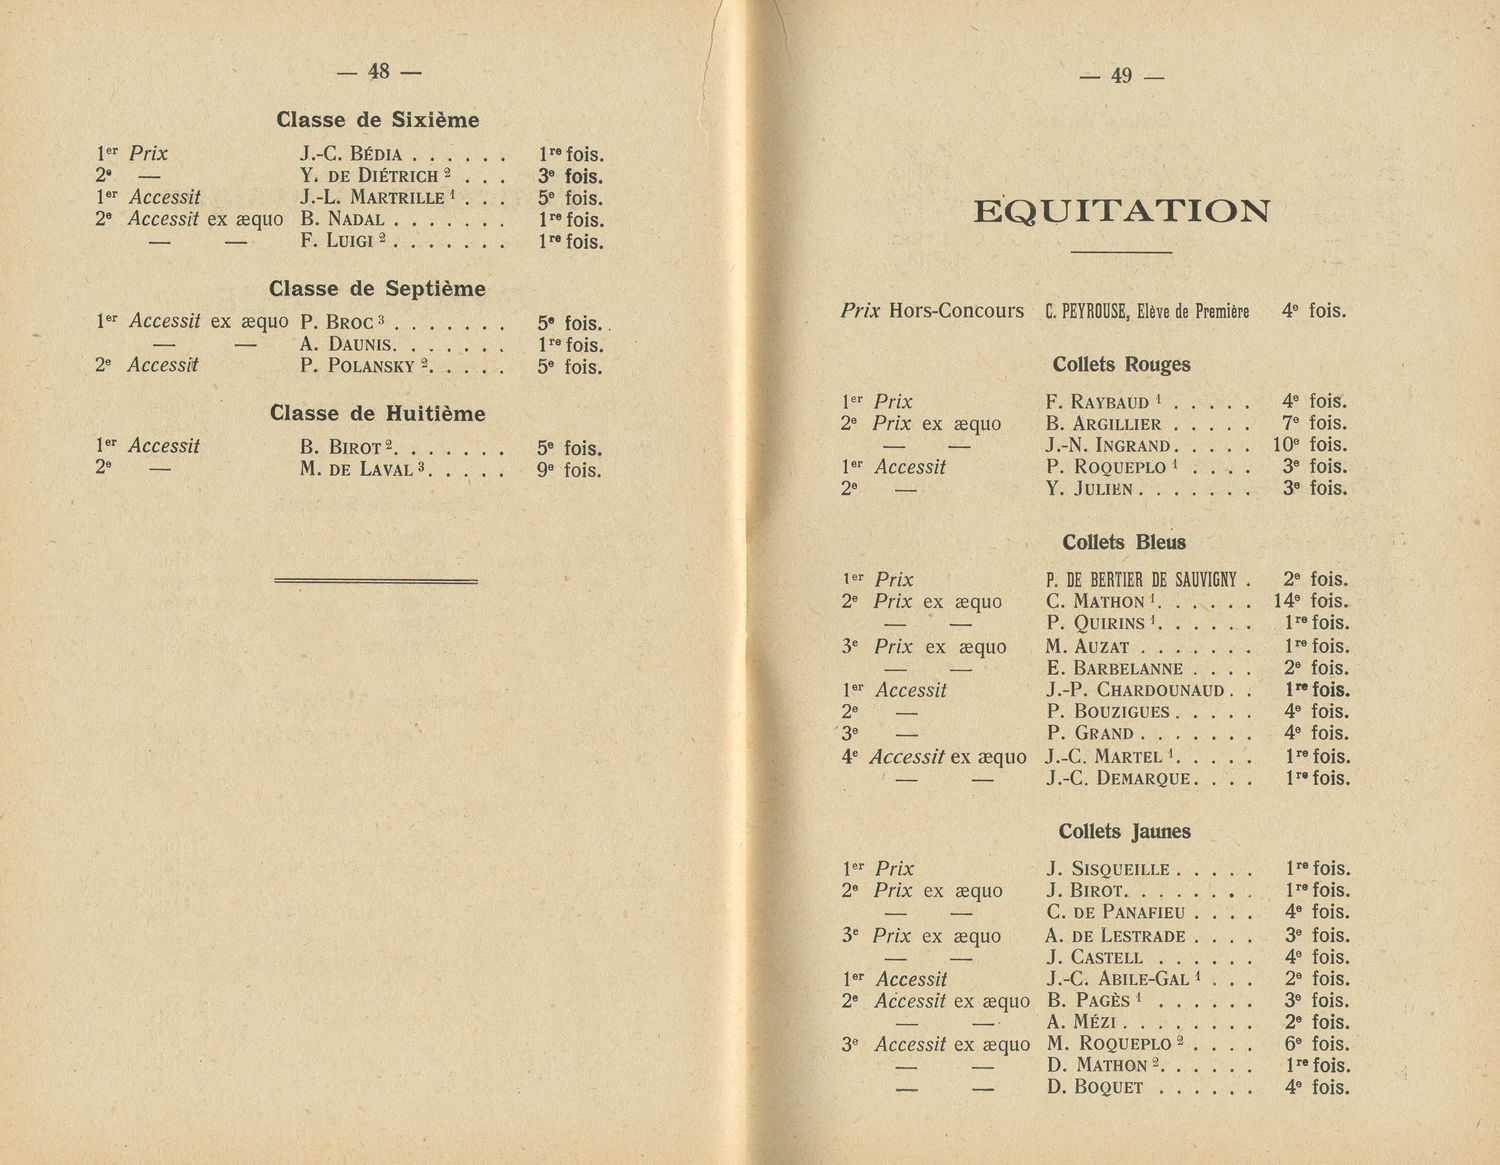 — 48 —
Classe de Sixième
1er Prix J.-C. BÉDIA . . . . . . 1re fois.
2e — Y. DE DIÉTRICH 2 . . . 3e fois.
1er Accessit J.-L. MARTRILLE 1 . . . 5e fois.
2e Accessit ex æquo B. NADAL . . . . . . . 1re fois.
— — F. LUIGI 2 . . . . . . . 1re fois.
Classe de Septième
1er Accessit ex æquo P. BROC 3 . . . . . . . 5e fois.
— — A. DAUNIS. . . . . . . 1re fois.
2e Accessit P. POLANSKY 2. . . . . 5e fois.
Classe de Huitième
1er Accessit B. BIROT 2. . . . . . . 5e fois.
2e — M. DE LAVAL 3. . . . . 9e fois.
— 49 —
EQUITATION
Prix Hors-Concours C. PEYROUSE, Elève de Première 4e fois.
Collets Rouges
1er Prix F. RAYBAUD 1 . . . . . 4e fois.
2e Prix ex æquo B. ARGILLIER . . . . . 7e fois.
— — J.-N. INGRAND. . . . . 10e fois.
1er Accessit P. ROQUEPLO 1 . . . . 3e fois.
2e — Y. JULIEN . . . . . . . 3e fois.
Collets Bleus
1er Prix P. DE BERTIER DE SAUVIGNY . 2e fois.
2e Prix ex æquo C. MATHON 1. . . . . . 14e fois.
— — P. QUIRINS 1. . . . . . 1re fois.
3e Prix ex æquo M. AUZAT . . . . . . . 1re fois.
— — E. BARBELANNE . . . . 2e fois.
1er Accessit J.-P. CHARDOUNAUD . . 1re fois.
2e — P. BOUZIGUES . . . . . 4e fois.
3e — P. GRAND . . . . . . . 4e fois.
4e Accessit ex æquo J.-C. MARTEL 1. . . . . 1re fois.
— — J.-C. DEMARQUE. . . . 1re fois.
Collets Jaunes
1er Prix J. SISQUEILLE . . . . . 1re fois.
2e Prix ex æquo J. BIROT. . . . . . . . 1re fois.
— — C. DE PANAFIEU . . . . 4e fois.
3e Prix ex æquo A. DE LESTRADE . . . . 3e fois.
— — J. CASTELL . . . . . . 4e fois.
1er Accessit J.-C. ABILE-GAL 1 . . . 2e fois.
2e Accessit ex æquo B. PAGÈS 1 . . . . . . 3e fois.
— — A. MÉZI . . . . . . . . 2e fois.
3e Accessit ex æquo M. ROQUEPLO 2 . . . . 6e fois.
— — D. MATHON 2. . . . . . 1re fois.
— — D. BOQUET . . . . . . 4e fois.